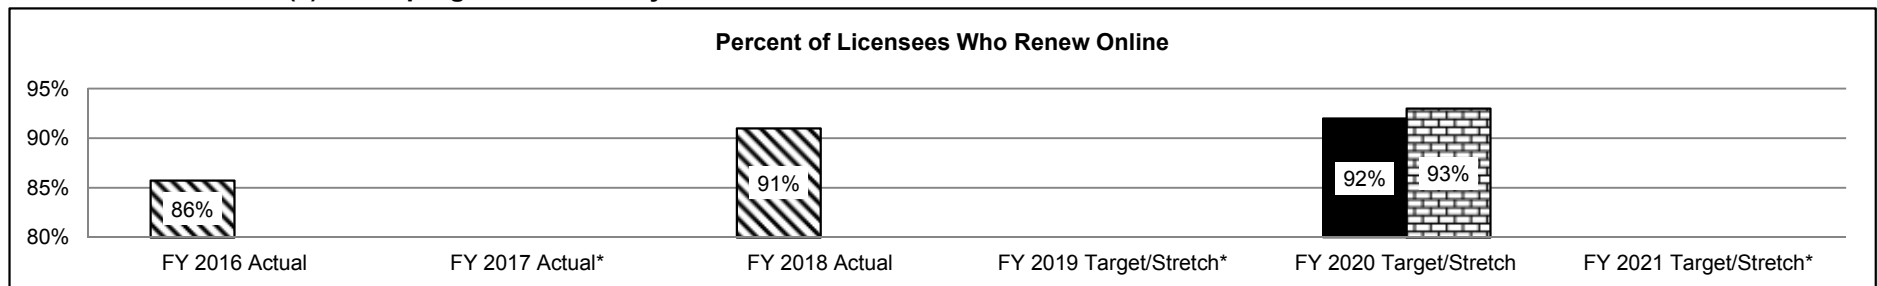 Percent of Licensees Who Renew Online
95%
90%
85%
80%
86%
91%
92%
93%
FY 2016 Actual
FY 2017 Actual*
FY 2018 Actual
FY 2019 Target/Stretch*
FY 2020 Target/Stretch
FY 2021 Target/Stretch*